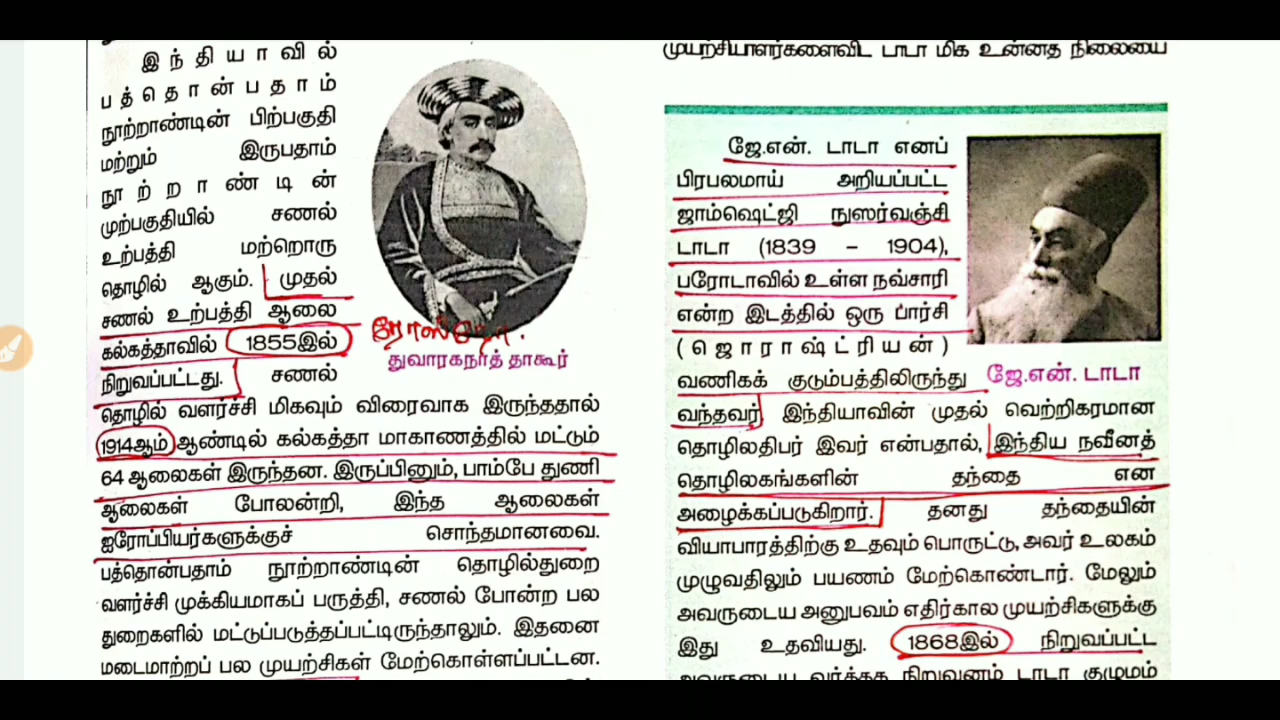 இந்தியாவில்
பத்தொன்பதாம்
நூற்றாண்டின் பிற்பகுதி
மற்றும் இருபதாம்
நூற்றாண்டின்
முற்பகுதியில் சணல்
உற்பத்தி மற்றொரு
தொழில் ஆகும். முதல்
சணல் உற்பத்தி ஆலை
கல்கத்தாவில் 1855இல்
நிறுவப்பட்டது. சணல்
துவாரகநாத் தாகூர்
தொழில் வளர்ச்சி மிகவும் விரைவாக இருந்ததால்
1914ஆம் ஆண்டில் கல்கத்தா மாகாணத்தில் மட்டும்
64 ஆலைகள் இருந்தன. இருப்பினும், பாம்பே துணி
ஆலைகள் போலன்றி, இந்த ஆலைகள்
ஐரோப்பியர்களுக்குச் சொந்தமானவை.
பத்தொன்பதாம் நூற்றாண்டின் தொழில்துறை
வளர்ச்சி முக்கியமாகப் பருத்தி, சணல் போன்ற பல
துறைகளில் மட்டுப்படுத்தப்பட்டிருந்தாலும். இதனை
மடைமாற்றப் பல முயற்சிகள் மேற்கொள்ளப்பட்டன.
முயற்சியாளர்களைவிட டாடா மிக உன்னத நிலையை
ஜே.என். டாடா எனப்
பிரபலமாய் அறியப்பட்ட
ஜாம்ஷெட்ஜி நுஸர்வஞ்சி
டாடா (1839 – 1904),
பரோடாவில் உள்ள நவ்சாரி
என்ற இடத்தில் ஒரு பார்சி
(ஜொராஷ்ட்ரியன்)
வணிகக் குடும்பத்திலிருந்து
ஜே.என். டாடா
வந்தவர் இந்தியாவின் முதல் வெற்றிகரமான
தொழிலதிபர் இவர் என்பதால், இந்திய நவீனத்
தொழிலகங்களின் தந்தை என
அழைக்கப்படுகிறார். தனது தந்தையின்
வியாபாரத்திற்கு உதவும் பொருட்டு, அவர் உலகம்
முழுவதிலும் பயணம் மேற்கொண்டார். மேலும்
அவருடைய அனுபவம் எதிர்கால முயற்சிகளுக்கு
இது உதவியது. 1868இல் நிறுவப்பட்ட
அவருடைய வர்த்தக நிறுவனம் டாடா குழுமம்